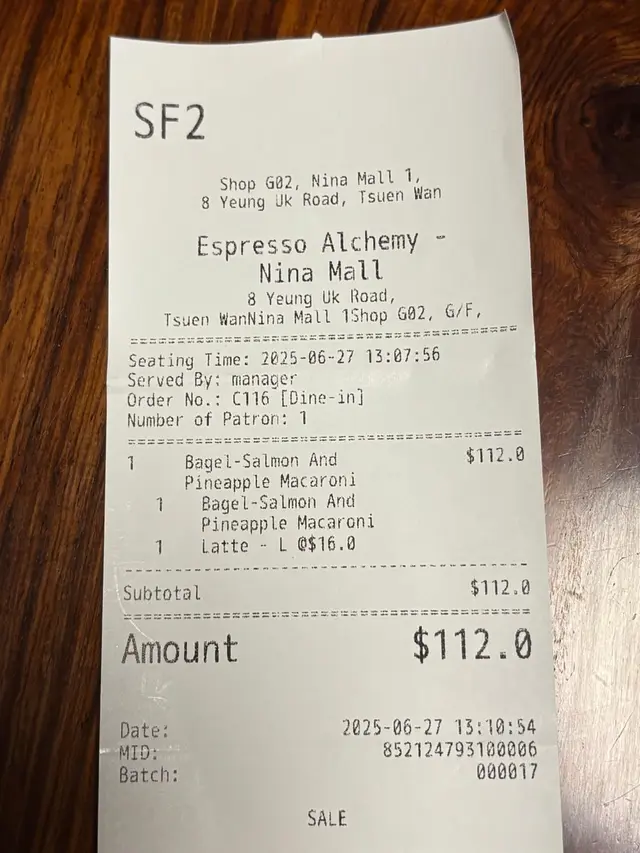 SF2
Shop G02, Nina Mall 1,
8 Yeung Uk Road, Tsuen Wan
Espresso Alchemy -
Nina Mall
8 Yeung Uk Road,
Tsuen WanNina Mall 1Shop G02, G/F,
Seating Time: 2025-06-27 13:07:56
Served By: manager
Order No.: C116 [Dine-in]
Number of Patron: 1
1 Bagel-Salmon And $112.0
Pineapple Macaroni
1 Bagel-Salmon And
Pineapple Macaroni
1 Latte - L @$16.0
Subtotal $112.0
Amount $112.0
Date: 2025-06-27 13:10:54
MID: 852124793100006
Batch: 000017
SALE